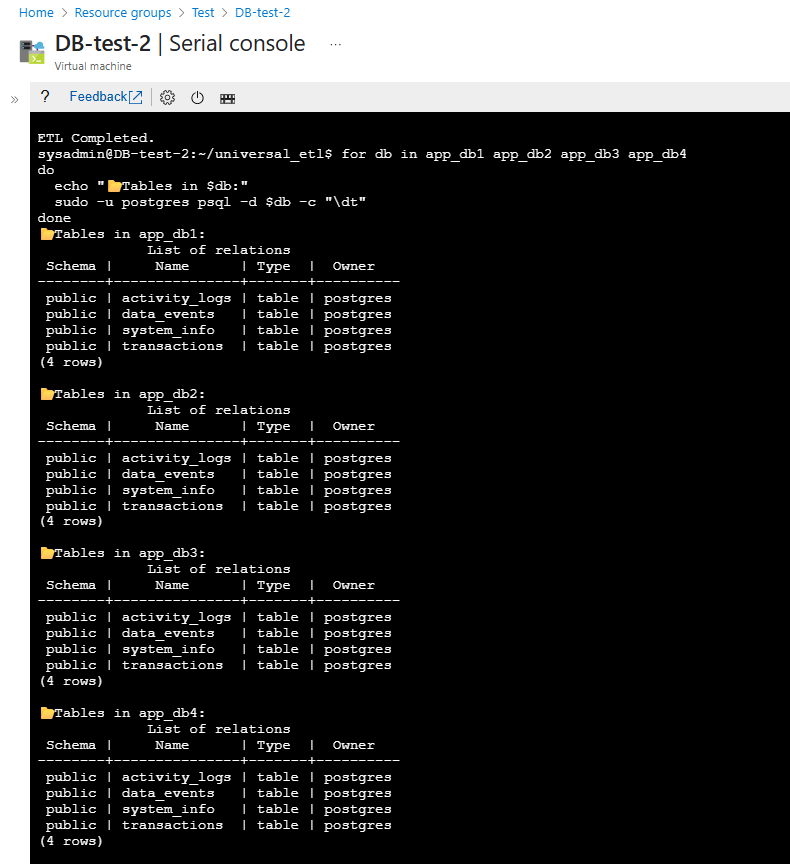 Home > Resource groups > Test > DB-test-2
DB-test-2 | Serial console ...
Virtual machine
» ? Feedback
ETL Completed.
sysadmin@DB-test-2:~/universal_etl$ for db in app_db1 app_db2 app_db3 app_db4
do
  echo "📂Tables in $db:"
  sudo -u postgres psql -d $db -c "\dt"
done
📂Tables in app_db1:
             List of relations
 Schema |     Name      | Type  |  Owner
--------+---------------+-------+----------
 public | activity_logs | table | postgres
 public | data_events   | table | postgres
 public | system_info   | table | postgres
 public | transactions  | table | postgres
(4 rows)
📂Tables in app_db2:
             List of relations
 Schema |     Name      | Type  |  Owner
--------+---------------+-------+----------
 public | activity_logs | table | postgres
 public | data_events   | table | postgres
 public | system_info   | table | postgres
 public | transactions  | table | postgres
(4 rows)
📂Tables in app_db3:
             List of relations
 Schema |     Name      | Type  |  Owner
--------+---------------+-------+----------
 public | activity_logs | table | postgres
 public | data_events   | table | postgres
 public | system_info   | table | postgres
 public | transactions  | table | postgres
(4 rows)
📂Tables in app_db4:
             List of relations
 Schema |     Name      | Type  |  Owner
--------+---------------+-------+----------
 public | activity_logs | table | postgres
 public | data_events   | table | postgres
 public | system_info   | table | postgres
 public | transactions  | table | postgres
(4 rows)